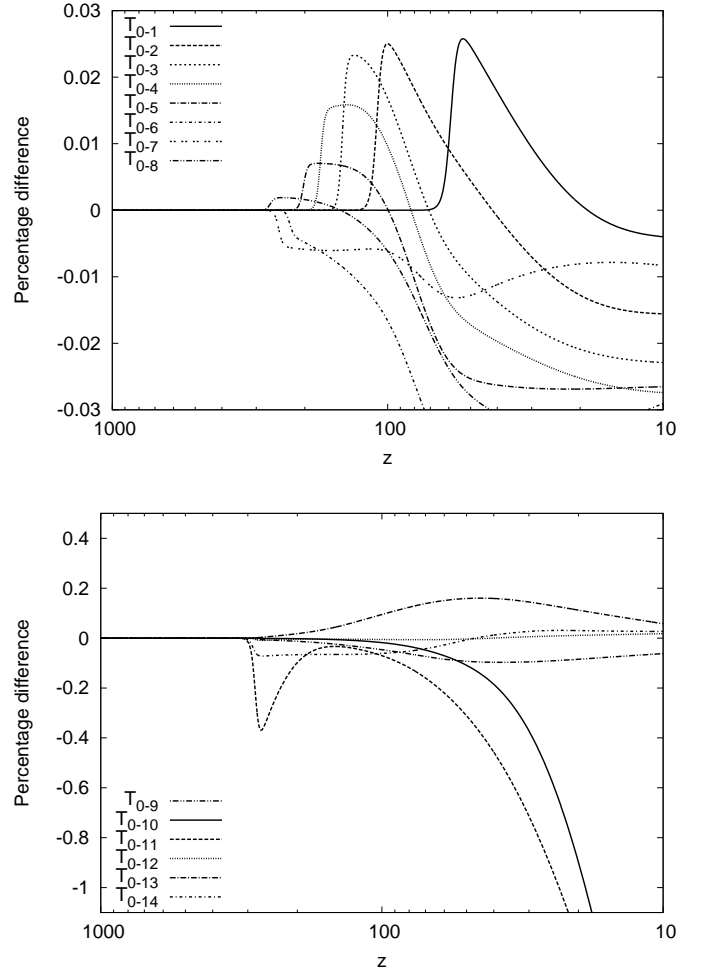 0.03
0.02
0.01
0
-0.01
-0.02
-0.03
Percentage difference
T0-1
T0-2
T0-3
T0-4
T0-5
T0-6
T0-7
T0-8
1000
100
10
z
0.4
0.2
0
-0.2
-0.4
-0.6
-0.8
-1
Percentage difference
T0-9
T0-10
T0-11
T0-12
T0-13
T0-14
1000
100
10
z